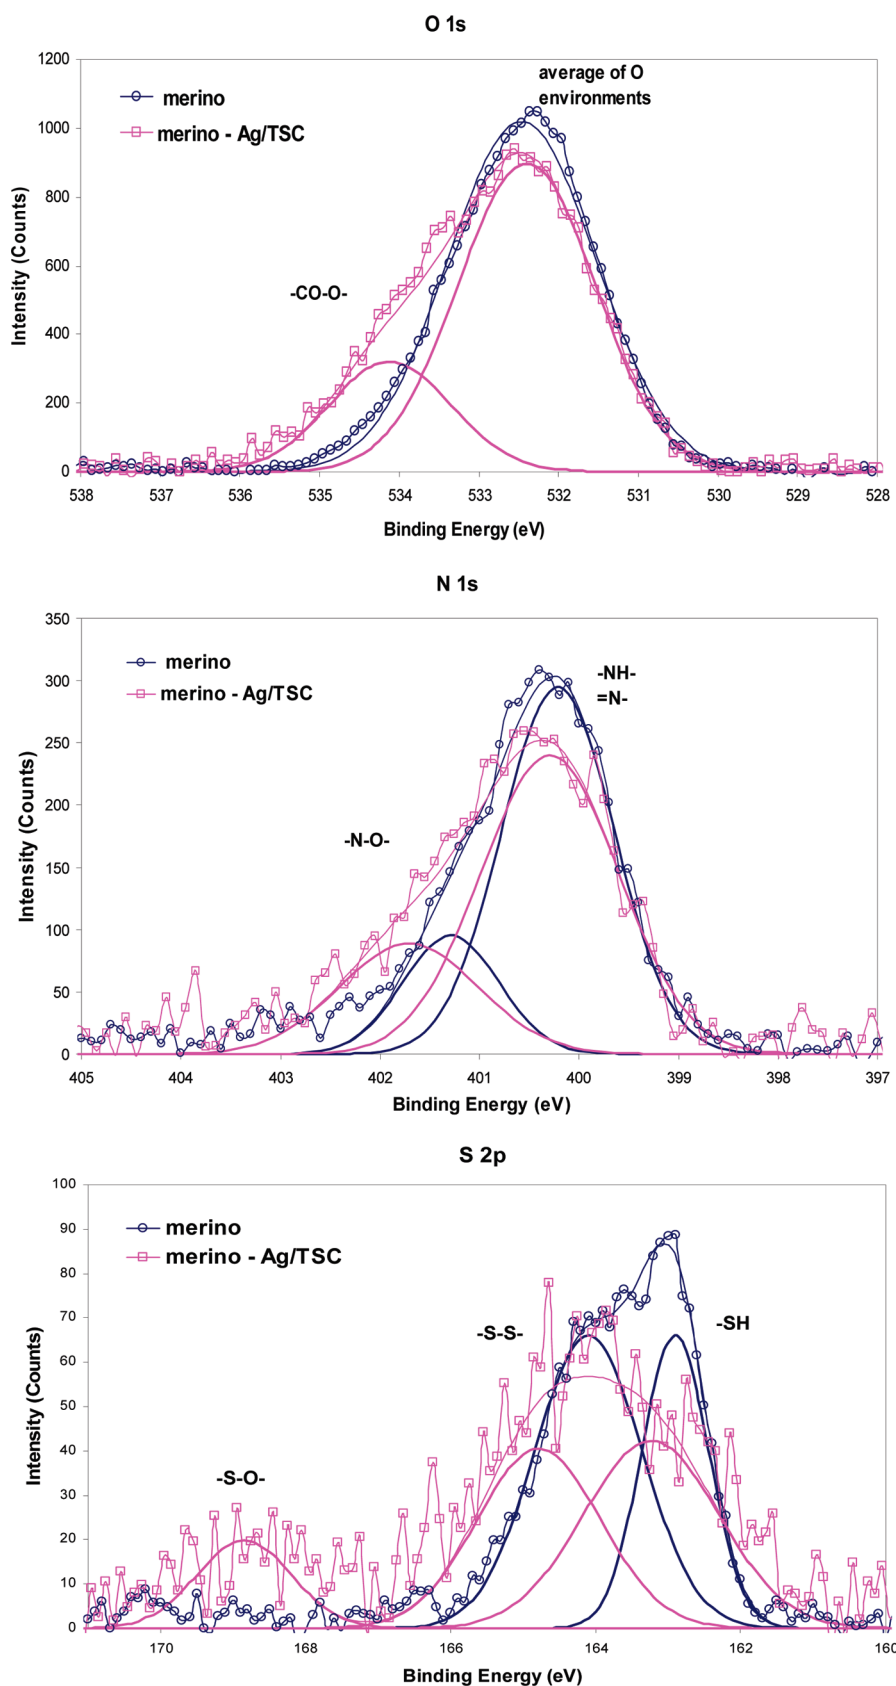 O 1s
1200
1000
800
600
400
200
0
Intensity (Counts)
merino
merino - Ag/TSC
average of O
environments
-CO-O-
538 537 536 535 534 533 532 531 530 529 528
Binding Energy (eV)
N 1s
350
300
250
200
150
100
50
0
Intensity (Counts)
merino
merino - Ag/TSC
-NH-
=N-
-N-O-
405 404 403 402 401 400 399 398 397
Binding Energy (eV)
S 2p
100
90
80
70
60
50
40
30
20
10
0
Intensity (Counts)
merino
merino - Ag/TSC
-S-S-
-SH
-S-O-
170 168 166 164 162 160
Binding Energy (eV)